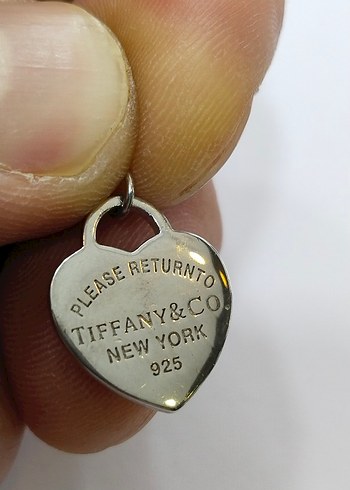 PLEASE RETURNTO
TIFFANY&CO
NEW YORK
925